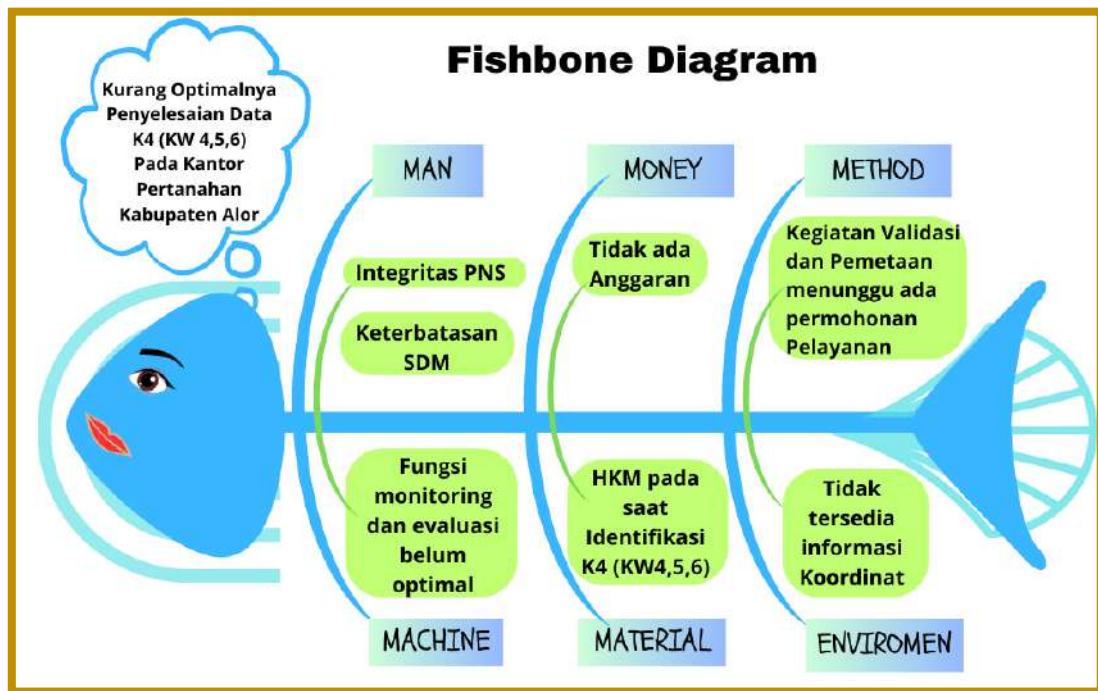 Fishbone Diagram
Kurang Optimalnya
Penyelesaian Data
K4 (KW 4,5,6)
Pada Kantor
Pertanahan
Kabupaten Alor
MAN
MONEY
METHOD
Integritas PNS
Keterbatasan
SDM
Tidak ada
Anggaran
Kegiatan Validasi
dan Pemetaan
menunggu ada
permohonan
Pelayanan
Fungsi
monitoring
dan evaluasi
belum
optimal
HKM pada
saat
Identifikasi
K4 (KW4,5,6)
Tidak
tersedia
informasi
Koordinat
MACHINE
MATERIAL
ENVIROMEN